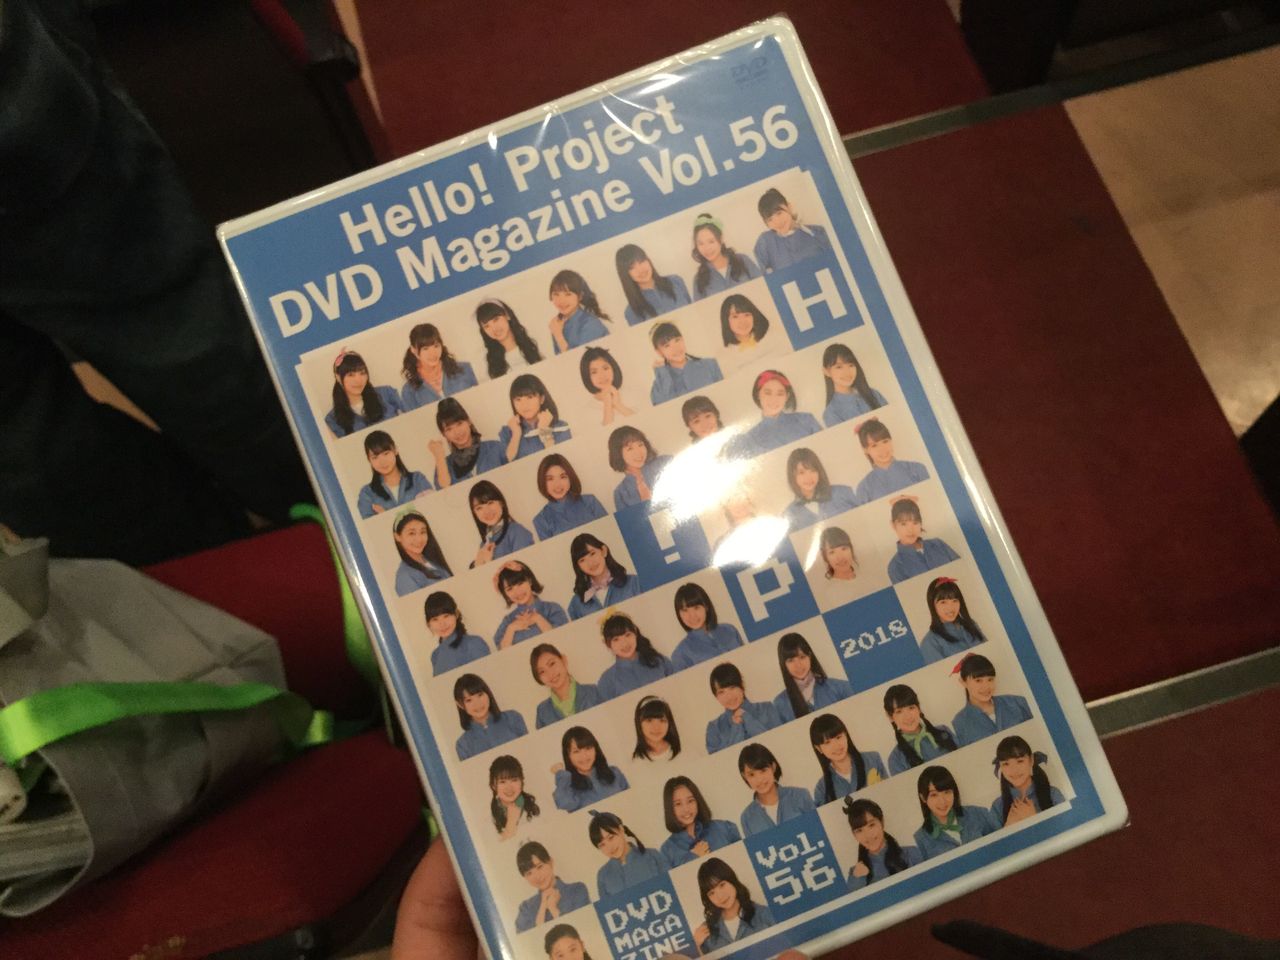 DVD
Hello! Project
DVD Magazine Vol.56
H
!
P
2018
Vol.
56
DVD
MAGA
ZINE